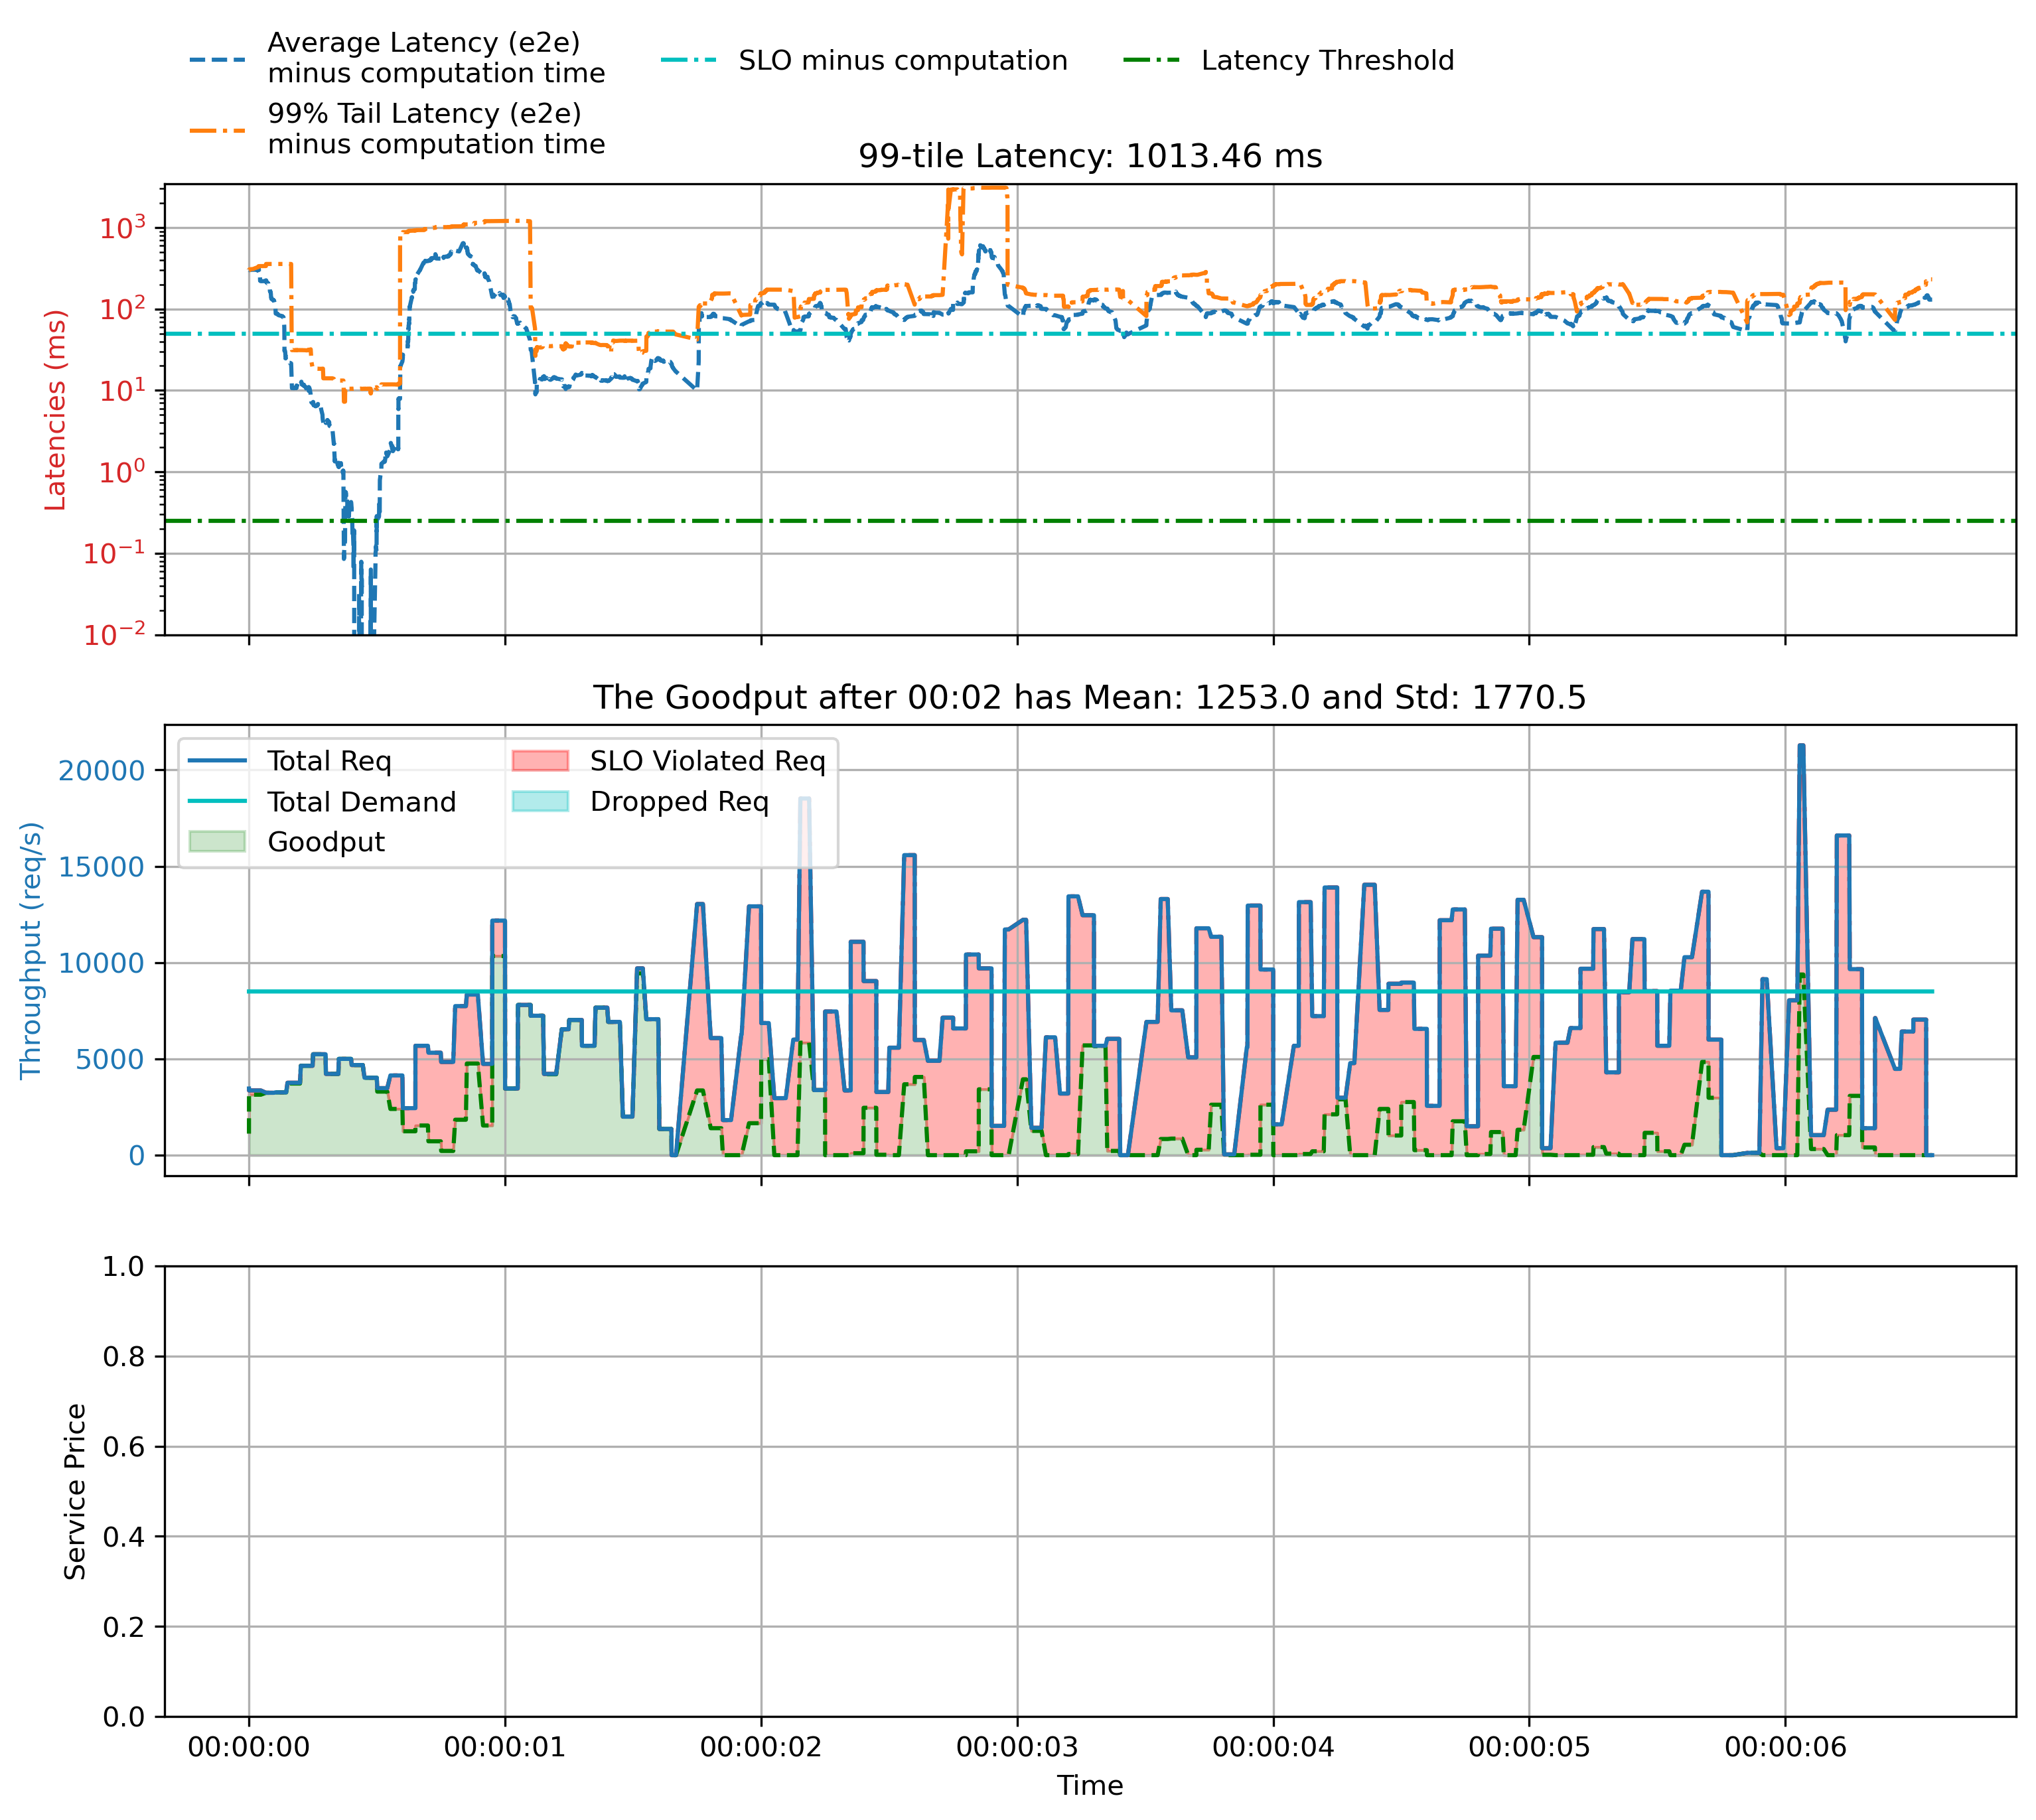 Average Latency (e2e)
minus computation time
99% Tail Latency (e2e)
minus computation time
SLO minus computation
Latency Threshold
99-tile Latency: 1013.46 ms
Latencies (ms)
10³
10²
10¹
10⁰
10⁻¹
10⁻²
The Goodput after 00:02 has Mean: 1253.0 and Std: 1770.5
Total Req
Total Demand
Goodput
SLO Violated Req
Dropped Req
Throughput (req/s)
20000
15000
10000
5000
0
Service Price
1.0
0.8
0.6
0.4
0.2
0.0
00:00:00 00:00:01 00:00:02 00:00:03 00:00:04 00:00:05 00:00:06
Time